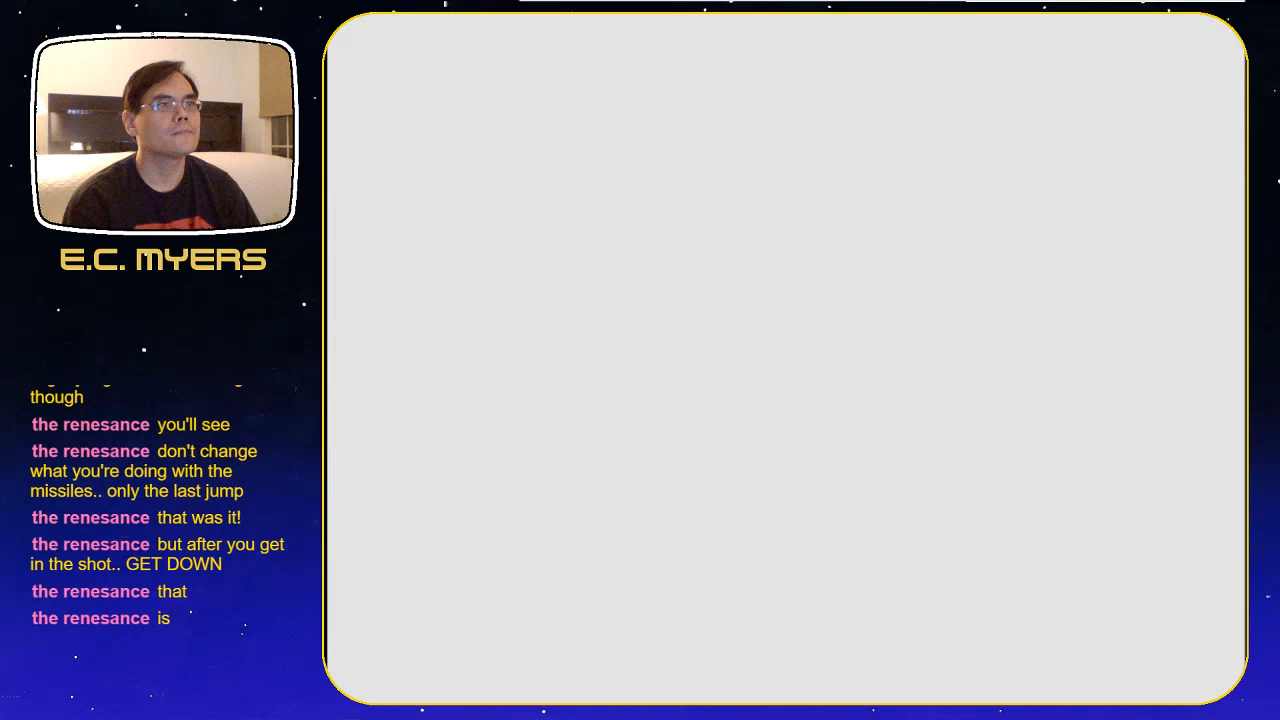 E.C. MYERS
though
the renesance you'll see
the renesance don't change
what you're doing with the
missiles.. only the last jump
the renesance that was it!
the renesance but after you get
in the shot.. GET DOWN
the renesance that
the renesance is